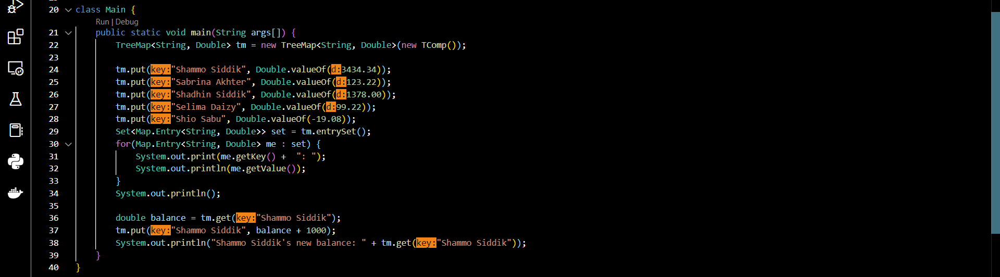 20 class Main {
Run | Debug
21 public static void main(String args[]) {
22 TreeMap<String, Double> tm = new TreeMap<String, Double>(new TComp());
23
24 tm.put(key:"Shammo Siddik", Double.valueOf(d:3434.34));
25 tm.put(key:"Sabrina Akhter", Double.valueOf(d:123.22));
26 tm.put(key:"Shadhin Siddik", Double.valueOf(d:1378.00));
27 tm.put(key:"Selima Daizy", Double.valueOf(d:99.22));
28 tm.put(key:"Shio Sabu", Double.valueOf(-19.08));
29 Set<Map.Entry<String, Double>> set = tm.entrySet();
30 for(Map.Entry<String, Double> me : set) {
31 System.out.print(me.getKey() +  ": ");
32 System.out.println(me.getValue());
33 }
34 System.out.println();
35
36 double balance = tm.get(key:"Shammo Siddik");
37 tm.put(key:"Shammo Siddik", balance + 1000);
38 System.out.println("Shammo Siddik's new balance: " + tm.get(key:"Shammo Siddik"));
39 }
40 }